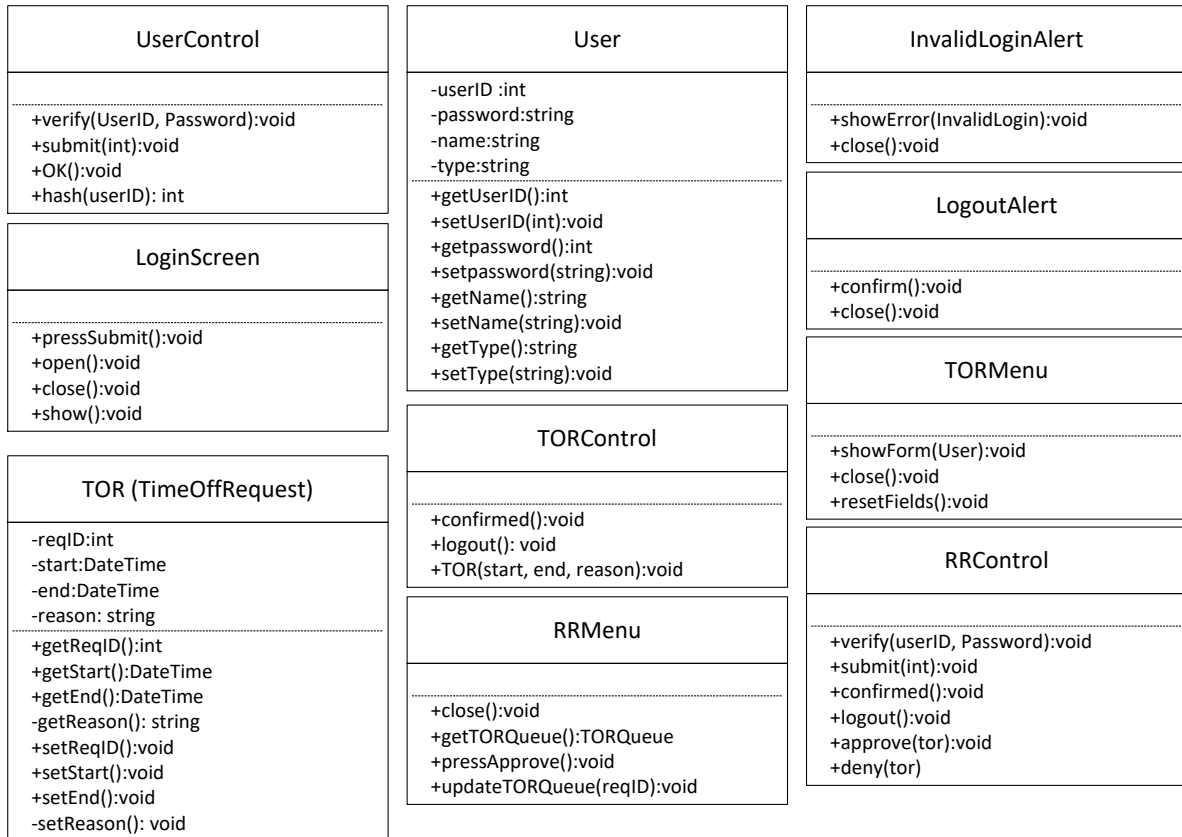 UserControl
+verify(UserID, Password):void
+submit(int):void
+OK():void
+hash(userID): int
LoginScreen
+pressSubmit():void
+open():void
+close():void
+show():void
TOR (TimeOffRequest)
-reqID:int
-start:DateTime
-end:DateTime
-reason: string
+getReqID():int
+getStart():DateTime
+getEnd():DateTime
-getReason(): string
+setReqID():void
+setStart():void
+setEnd():void
-setReason(): void
User
-userID :int
-password:string
-name:string
-type:string
+getUserID():int
+setUserID(int):void
+getpassword():int
+setpassword(string):void
+getName():string
+setName(string):void
+getType():string
+setType(string):void
TORControl
+confirmed():void
+logout(): void
+TOR(start, end, reason):void
RRMenu
+close():void
+getTORQueue():TORQueue
+pressApprove():void
+updateTORQueue(reqID):void
InvalidLoginAlert
+showError(InvalidLogin):void
+close():void
LogoutAlert
+confirm():void
+close():void
TORMenu
+showForm(User):void
+close():void
+resetFields():void
RRControl
+verify(userID, Password):void
+submit(int):void
+confirmed():void
+logout():void
+approve(tor):void
+deny(tor)